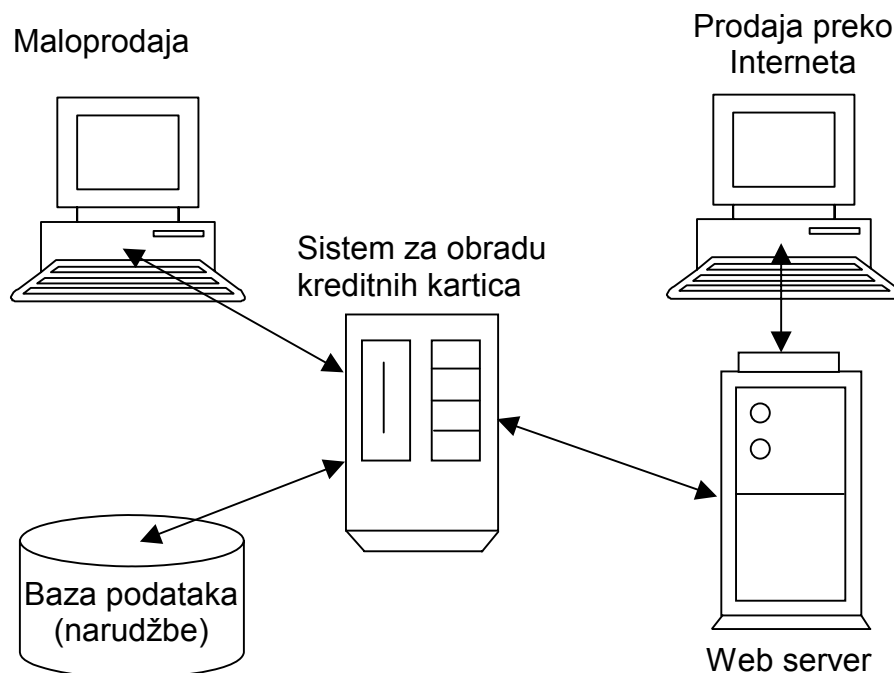 Maloprodaja
Prodaja preko
Interneta
Sistem za obradu
kreditnih kartica
Baza podataka
(narudžbe)
Web server